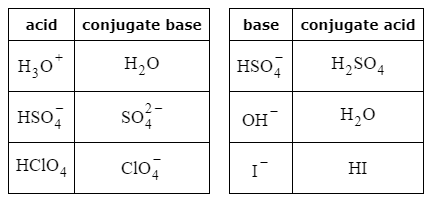 acid conjugate base
H₃O⁺ H₂O
HSO₄⁻ SO₄²⁻
HClO₄ ClO₄⁻
base conjugate acid
HSO₄⁻ H₂SO₄
OH⁻ H₂O
I⁻ HI